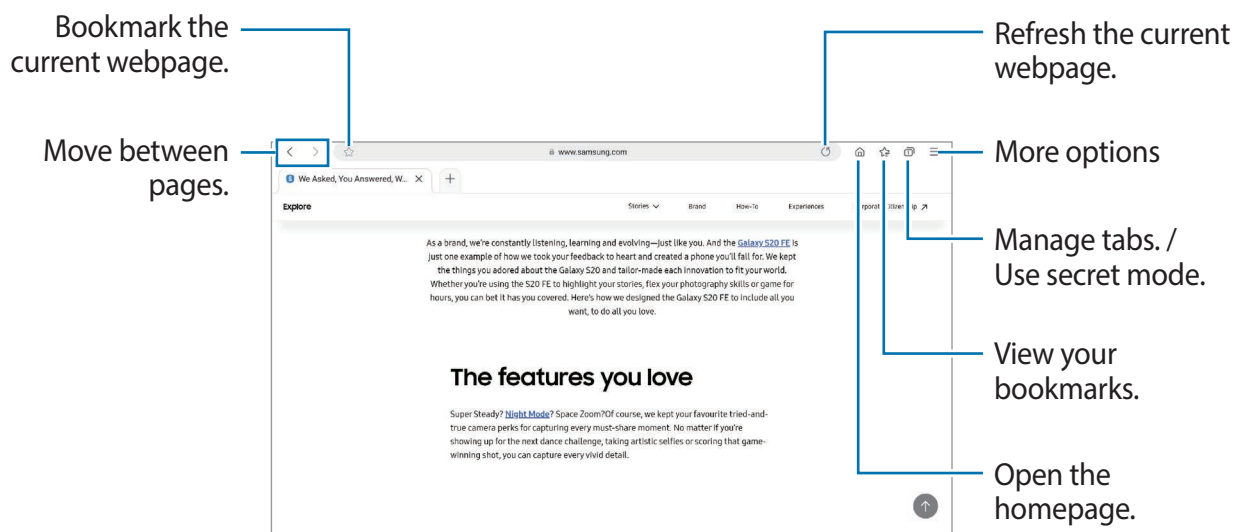 Bookmark the
current webpage.
Refresh the current
webpage.
Move between
pages.
www.samsung.com
More options
We Asked, You Answered, W...
Explore
Stories
Brand
How-To
Experiences
Manage tabs. /
Use secret mode.
As a brand, we're constantly listening, learning and evolving—just like you. And the Galaxy S20 FE is
just one example of how we took your feedback to heart and created a phone you'll fall for. We kept
the things you adored about the Galaxy S20 and tailor-made each innovation to fit your world.
Whether you're using the S20 FE to highlight your stories, flex your photography skills or game for
hours, you can bet it has you covered. Here's how we designed the Galaxy S20 FE to include all you
want, to do all you love.
View your
bookmarks.
The features you love
Super Steady? Night Mode? Space Zoom?Of course, we kept your favourite tried-and-
true camera perks for capturing every must-share moment. No matter if you're
showing up for the next dance challenge, taking artistic selfies or scoring that game-
winning shot, you can capture every vivid detail.
Open the
homepage.